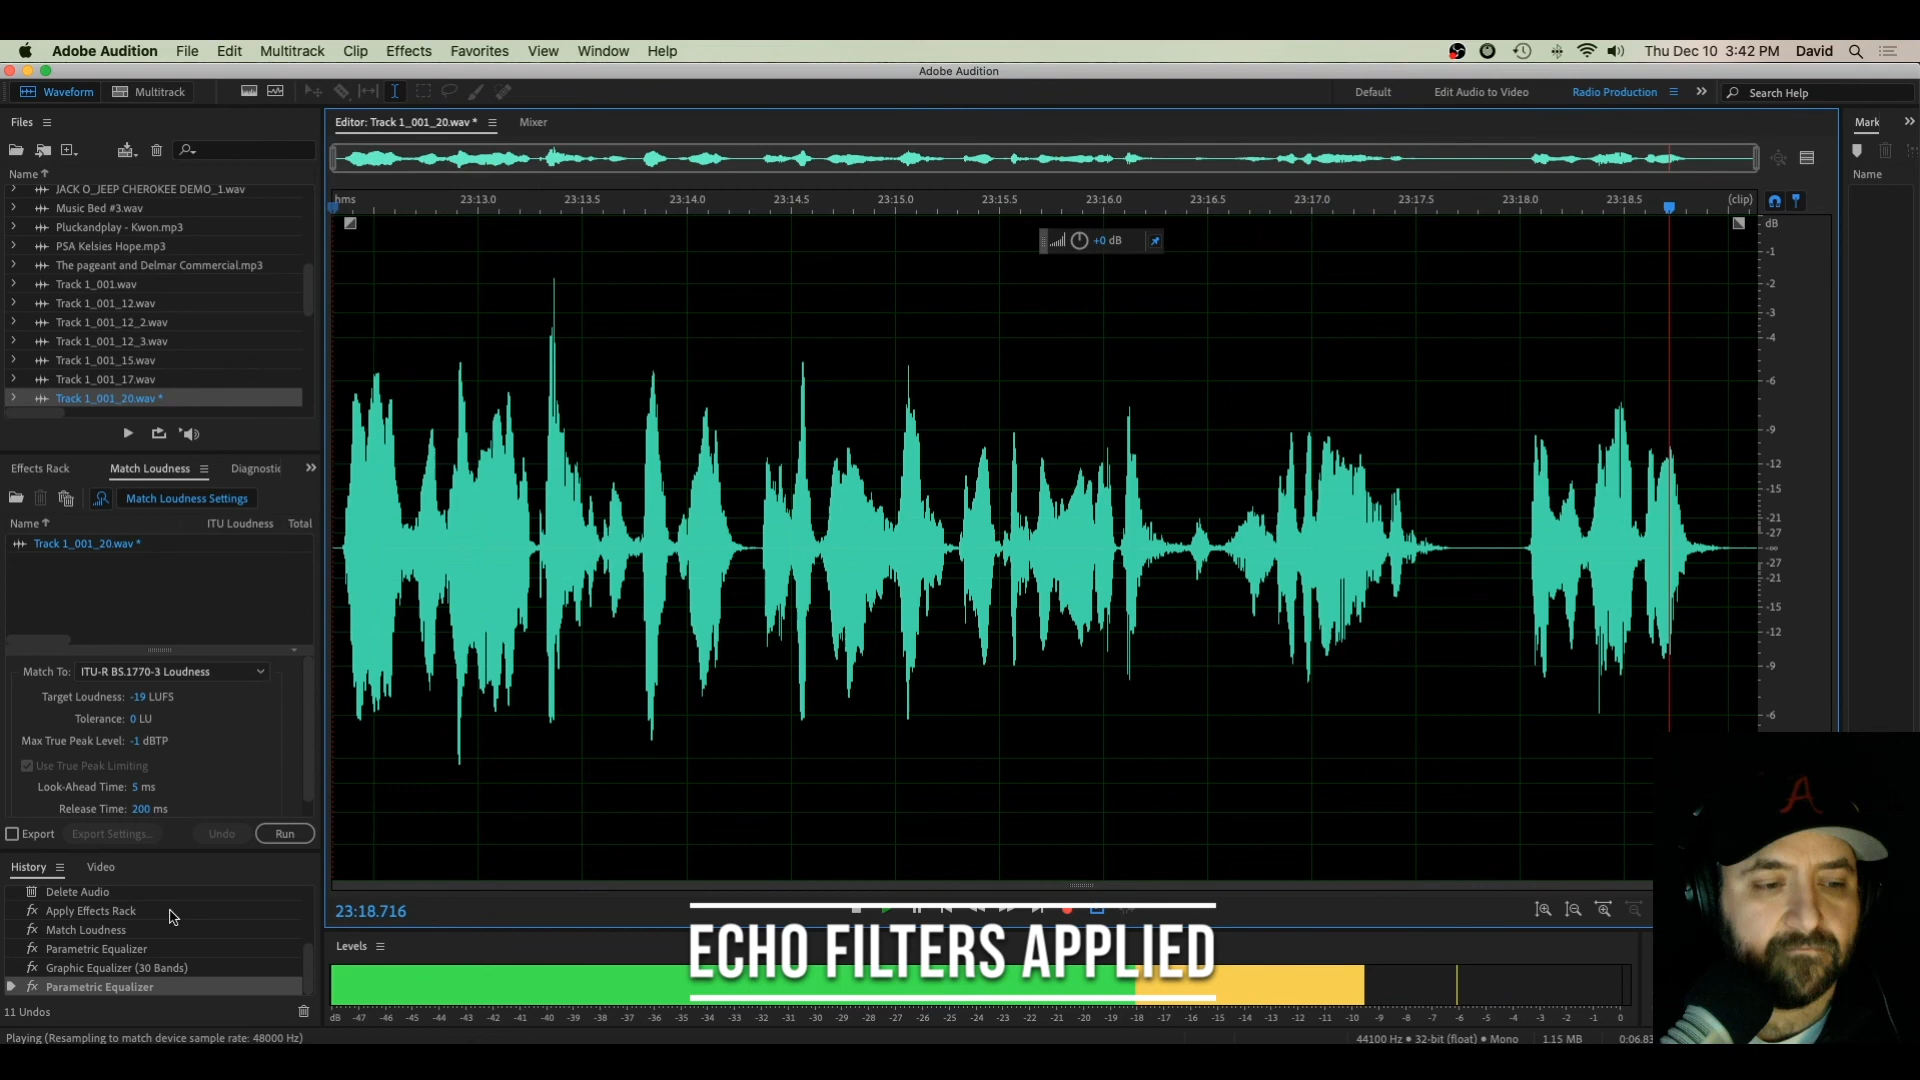 Adobe Audition File Edit Multitrack Clip Effects Favorites View Window Help Thu Dec 10 3:42 PM David
Adobe Audition
Waveform Multitrack Default Edit Audio to Video Radio Production Search Help
Files Editor: Track 1_001_20.wav * Mixer Mark
Name Name
JACK O_JEEP CHEROKEE DEMO_1.wav
Music Bed #3.wav
Pluckandplay - Kwon.mp3
PSA Kelsies Hope.mp3
The pageant and Delmar Commercial.mp3
Track 1_001.wav
Track 1_001_12.wav
Track 1_001_12_2.wav
Track 1_001_12_3.wav
Track 1_001_15.wav
Track 1_001_17.wav
Track 1_001_20.wav *
Effects Rack Match Loudness Diagnostic
Match Loudness Settings
Name ITU Loudness Total
Track 1_001_20.wav *
Match To: ITU-R BS.1770-3 Loudness
Target Loudness: -19 LUFS
Tolerance: 0 LU
Max True Peak Level: -1 dBTP
Use True Peak Limiting
Look-Ahead Time: 5 ms
Release Time: 200 ms
Export Export Settings... Undo Run
History Video
Delete Audio
Apply Effects Rack
Match Loudness
Parametric Equalizer
Graphic Equalizer (30 Bands)
Parametric Equalizer
11 Undos
Playing (Resampling to match device sample rate: 48000 Hz)
hms 23:13.0 23:13.5 23:14.0 23:14.5 23:15.0 23:15.5 23:16.0 23:16.5 23:17.0 23:17.5 23:18.0 23:18.5 (clip)
+0 dB
dB
-1
-2
-3
-4
-6
-9
-12
-15
-21
-27
-∞
-27
-21
-15
-12
-9
-6
23:18.716
Levels
ECHO FILTERS APPLIED
dB -47 -46 -45 -44 -43 -42 -41 -40 -39 -38 -37 -36 -35 -34 -33 -32 -31 -30 -29 -28 -27 -26 -25 -24 -23 -22 -21 -20 -19 -18 -17 -16 -15 -14 -13 -12 -11 -10 -9 -8 -7 -6 -5 -4 -3 -2 -1 0
44100 Hz • 32-bit (float) • Mono 1.15 MB 0:06.83
A